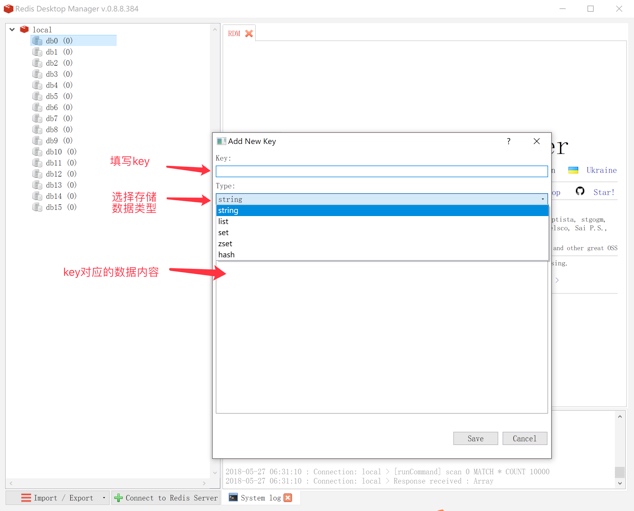 Redis Desktop Manager v.0.8.8.384
local
db0 (0)
db1 (0)
db2 (0)
db3 (0)
db4 (0)
db5 (0)
db6 (0)
db7 (0)
db8 (0)
db9 (0)
db10 (0)
db11 (0)
db12 (0)
db13 (0)
db14 (0)
db15 (0)
RDM
填写key
选择存储
数据类型
key对应的数据内容
Add New Key
?
Key:
Type:
string
string
list
set
zset
hash
Save
Cancel
er
n
Ukraine
op
Star!
ptista, stgogm,
elsco, Sai P.S.,
and other great OSS
king.
2018-05-27 06:31:10 : Connection: local > [runCommand] scan 0 MATCH * COUNT 10000
2018-05-27 06:31:10 : Connection: local > Response received : Array
Import / Export
Connect to Redis Server
System log